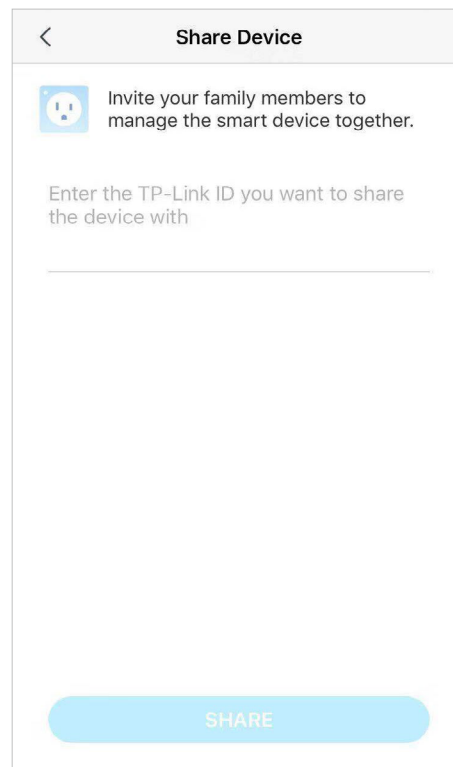 Share Device
Invite your family members to
manage the smart device together.
Enter the TP-Link ID you want to share
the device with
SHARE